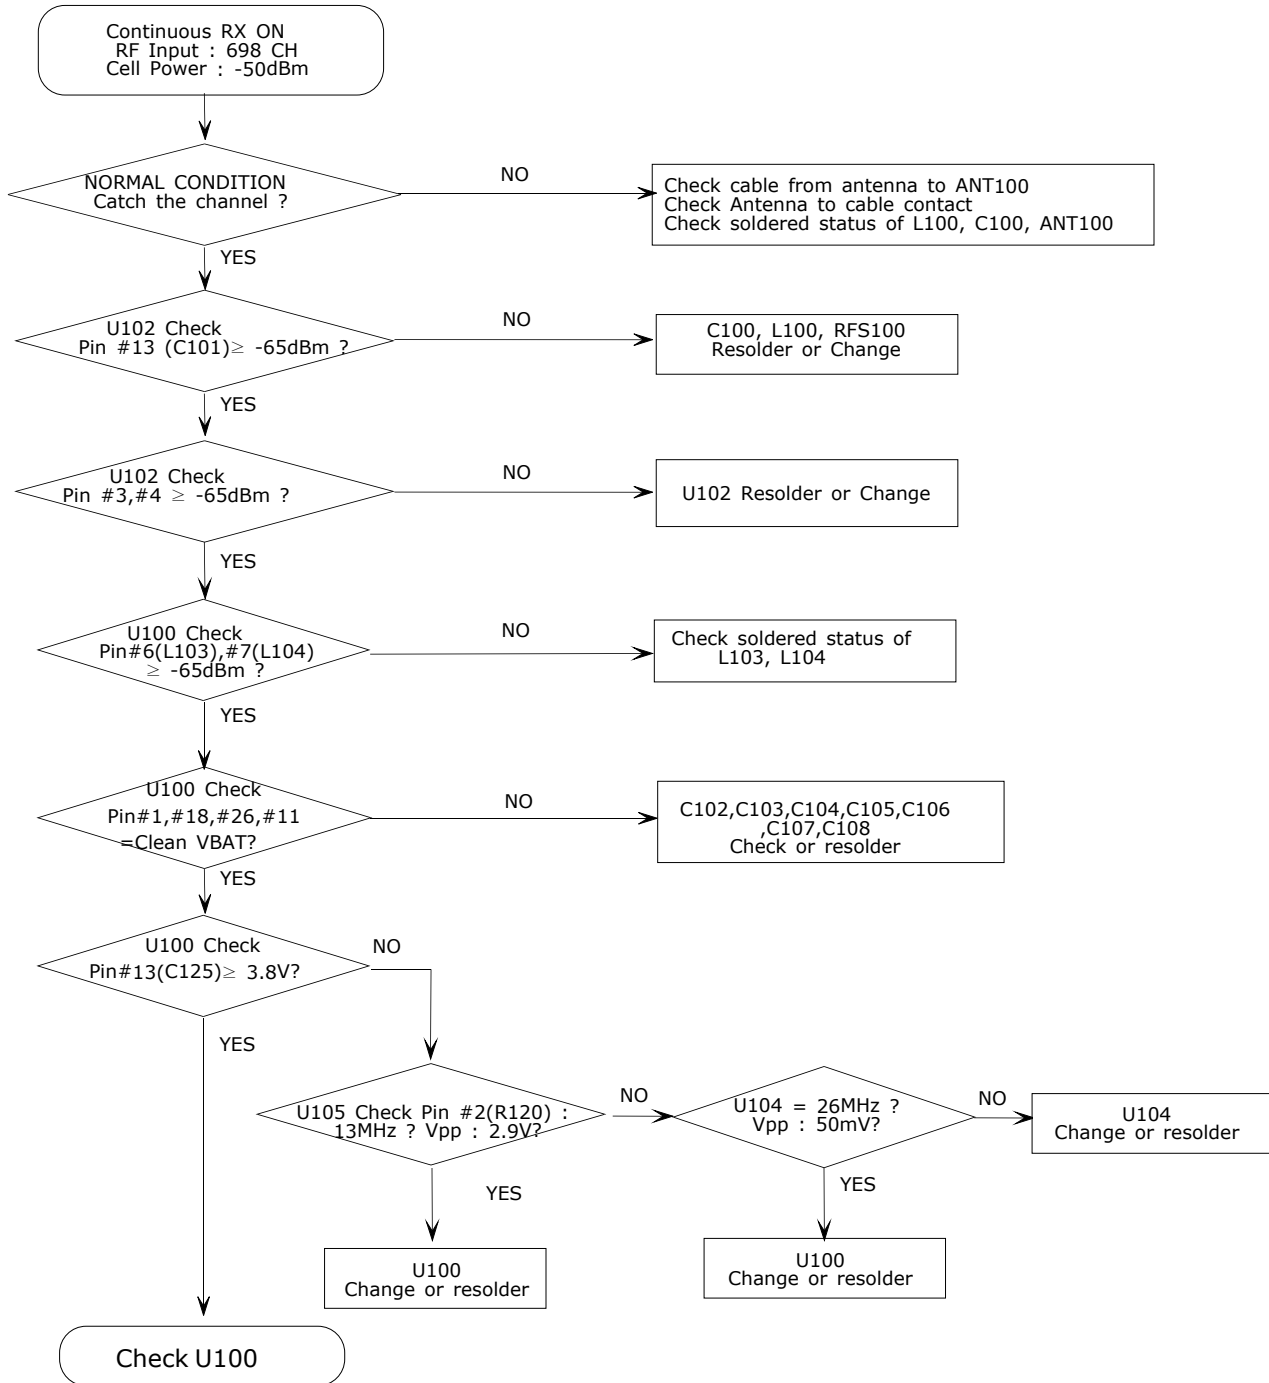 Continuous RX ON
RF Input : 698 CH
Cell Power : -50dBm
NORMAL CONDITION
Catch the channel ?
NO
Check cable from antenna to ANT100
Check Antenna to cable contact
Check soldered status of L100, C100, ANT100
YES
U102 Check
Pin #13 (C101)≥ -65dBm ?
NO
C100, L100, RFS100
Resolder or Change
YES
U102 Check
Pin #3,#4 ≥ -65dBm ?
NO
U102 Resolder or Change
YES
U100 Check
Pin#6(L103),#7(L104)
≥ -65dBm ?
NO
Check soldered status of
L103, L104
YES
U100 Check
Pin#1,#18,#26,#11
=Clean VBAT?
NO
C102,C103,C104,C105,C106
,C107,C108
Check or resolder
YES
U100 Check
Pin#13(C125)≥ 3.8V?
NO
YES
U105 Check Pin #2(R120) :
13MHz ? Vpp : 2.9V?
NO
U104 = 26MHz ?
Vpp : 50mV?
NO
U104
Change or resolder
YES
YES
U100
Change or resolder
U100
Change or resolder
Check U100